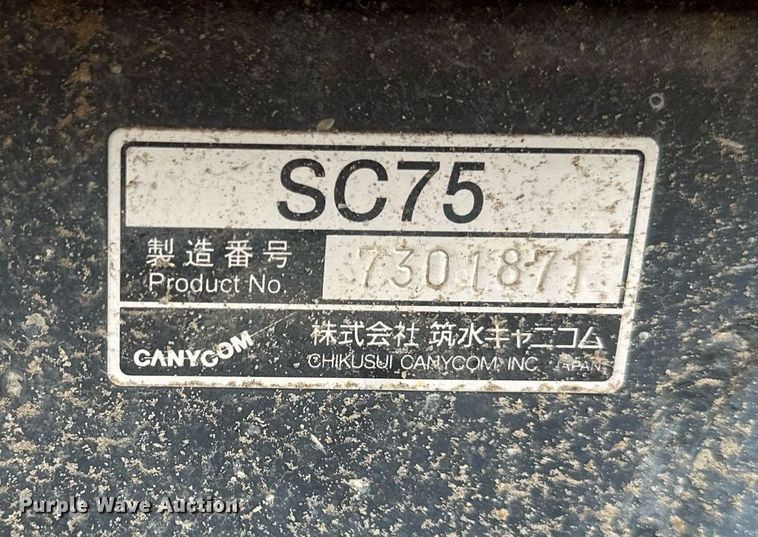 SC75
製造番号 7301871
Product No.
CANYCOM 株式会社 筑水キャニコム
CHIKUSUI CANYCOM, INC. JAPAN
Purple Wave Auction